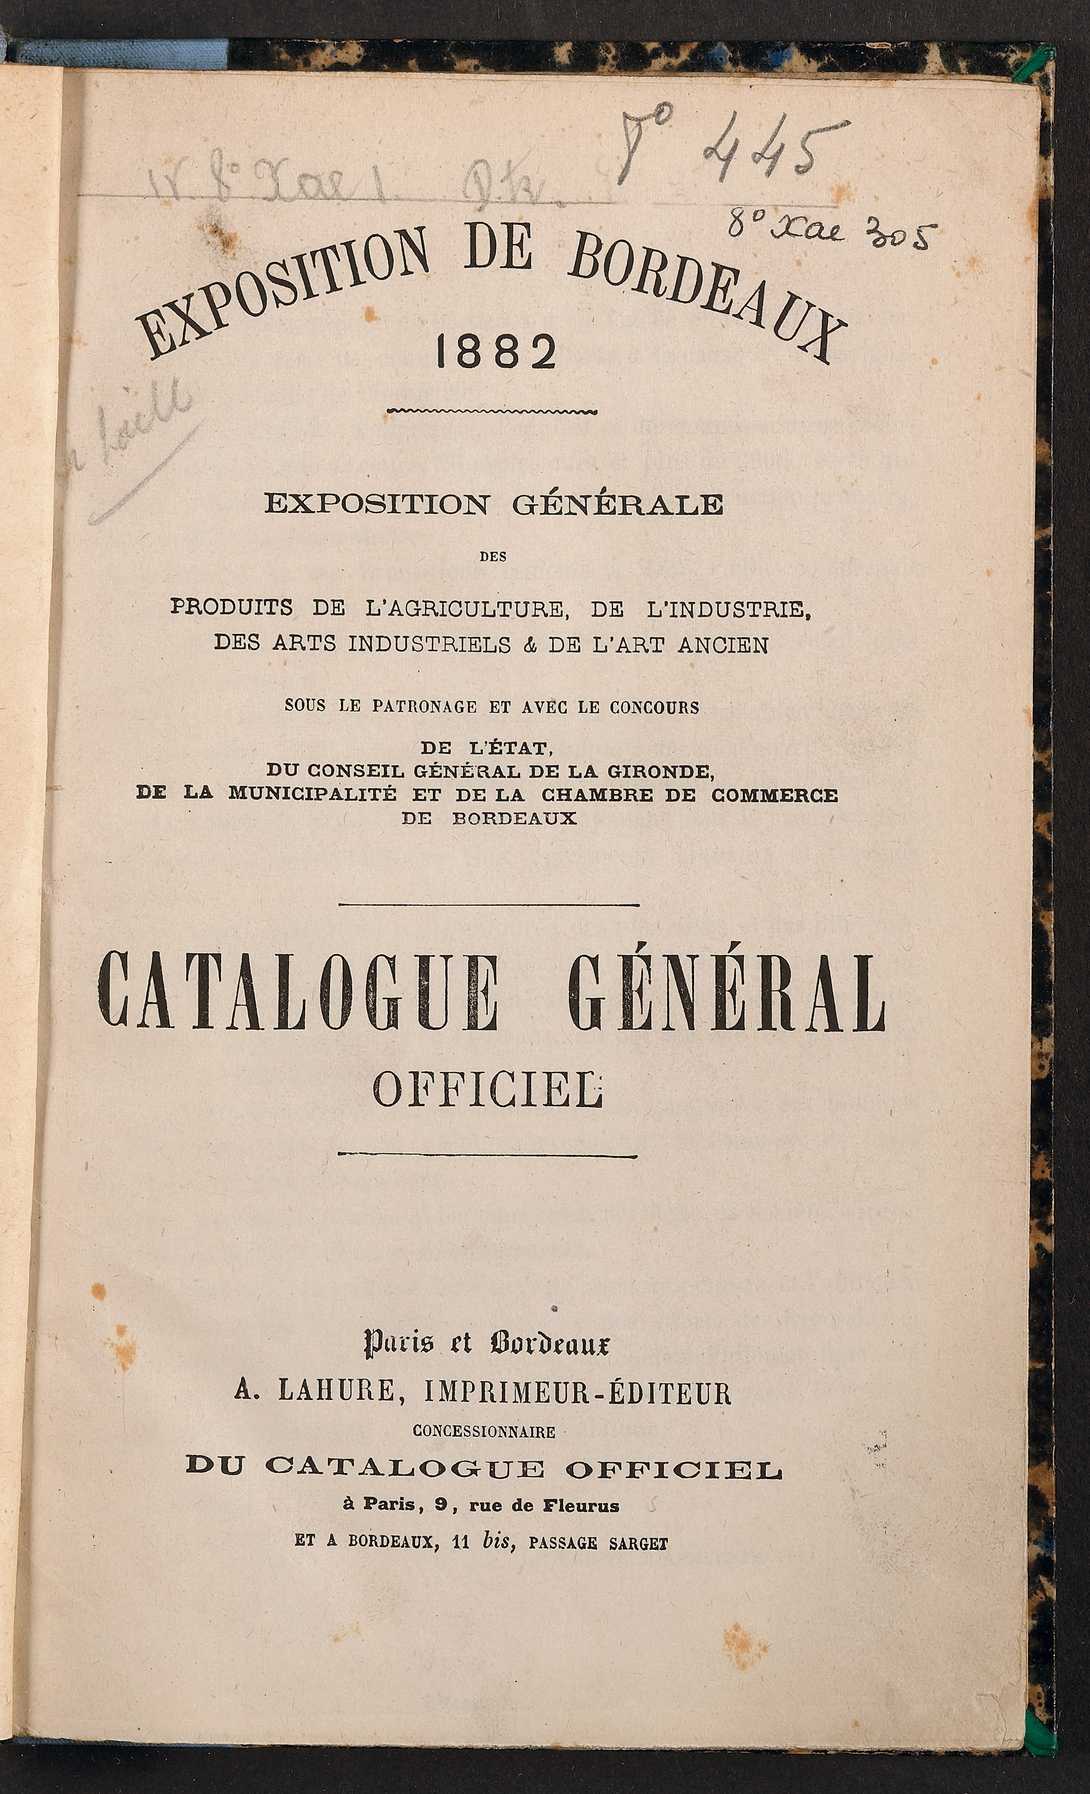 8° 445
8° Xae 305
EXPOSITION DE BORDEAUX
1882
EXPOSITION GÉNÉRALE
DES
PRODUITS DE L'AGRICULTURE, DE L'INDUSTRIE,
DES ARTS INDUSTRIELS & DE L'ART ANCIEN
SOUS LE PATRONAGE ET AVEC LE CONCOURS
DE L'ÉTAT,
DU CONSEIL GÉNÉRAL DE LA GIRONDE,
DE LA MUNICIPALITÉ ET DE LA CHAMBRE DE COMMERCE
DE BORDEAUX
CATALOGUE GÉNÉRAL
OFFICIEL
Paris et Bordeaux
A. LAHURE, IMPRIMEUR-ÉDITEUR
CONCESSIONNAIRE
DU CATALOGUE OFFICIEL
à Paris, 9, rue de Fleurus
ET A BORDEAUX, 11 bis, PASSAGE SARGET